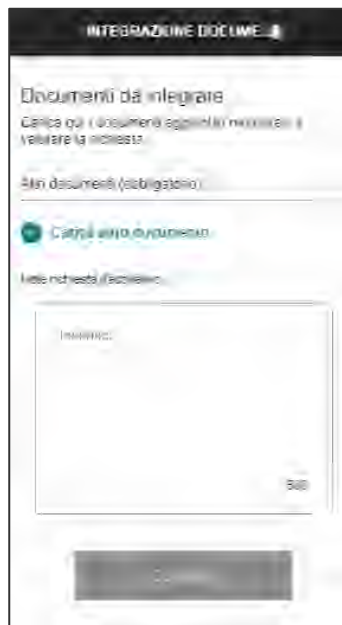 INTEGRAZIONE DOCUME...
Documenti da integrare
Carica qui i documenti aggiuntivi necessari a
valutare la richiesta.
Altri documenti (obbligatorio)
Carica altro documento
Note richiesta
500